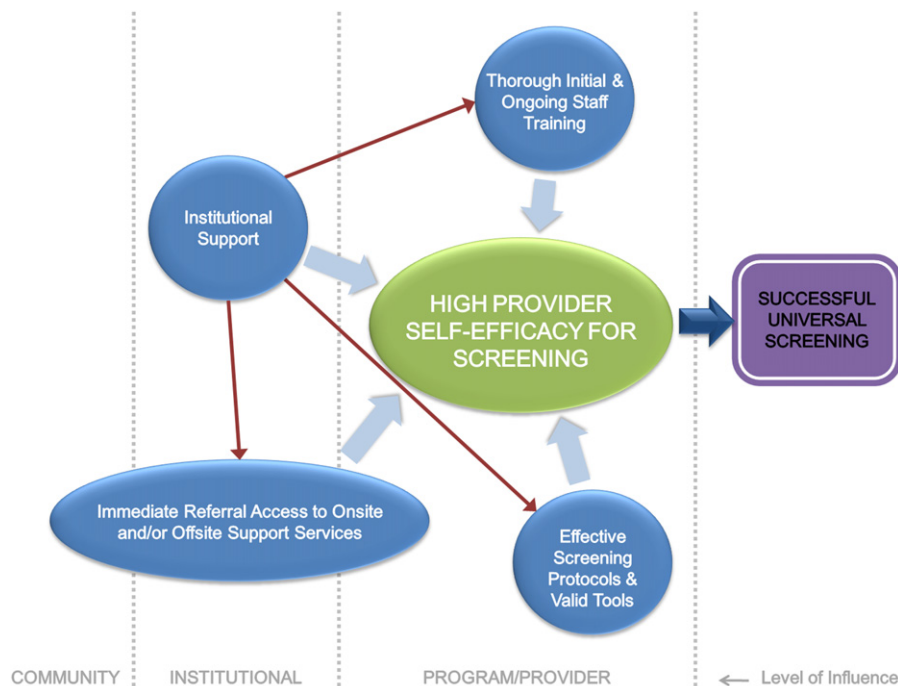 Thorough Initial &
Ongoing Staff
Training
Institutional
Support
HIGH PROVIDER
SELF-EFFICACY FOR
SCREENING
SUCCESSFUL
UNIVERSAL
SCREENING
Immediate Referral Access to Onsite
and/or Offsite Support Services
Effective
Screening
Protocols &
Valid Tools
COMMUNITY
INSTITUTIONAL
PROGRAM/PROVIDER
← Level of Influence